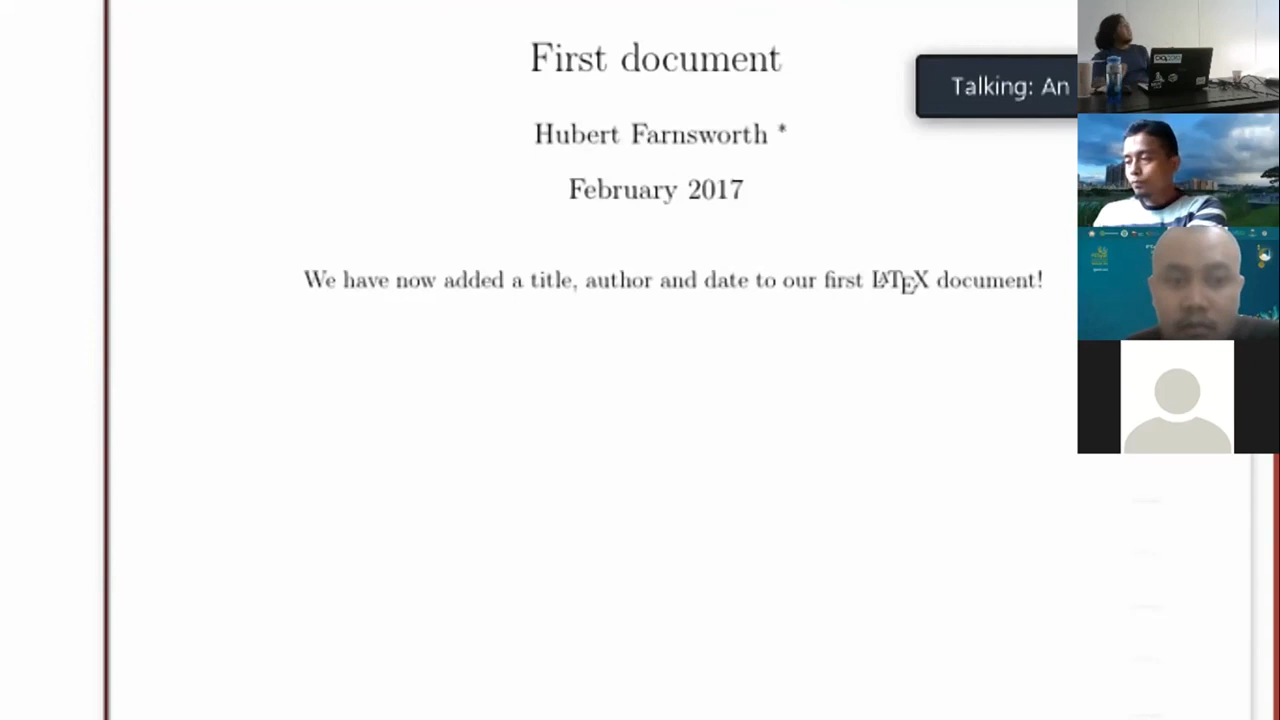 First document
Talking: An
Hubert Farnsworth *
February 2017
We have now added a title, author and date to our first LATEX document!